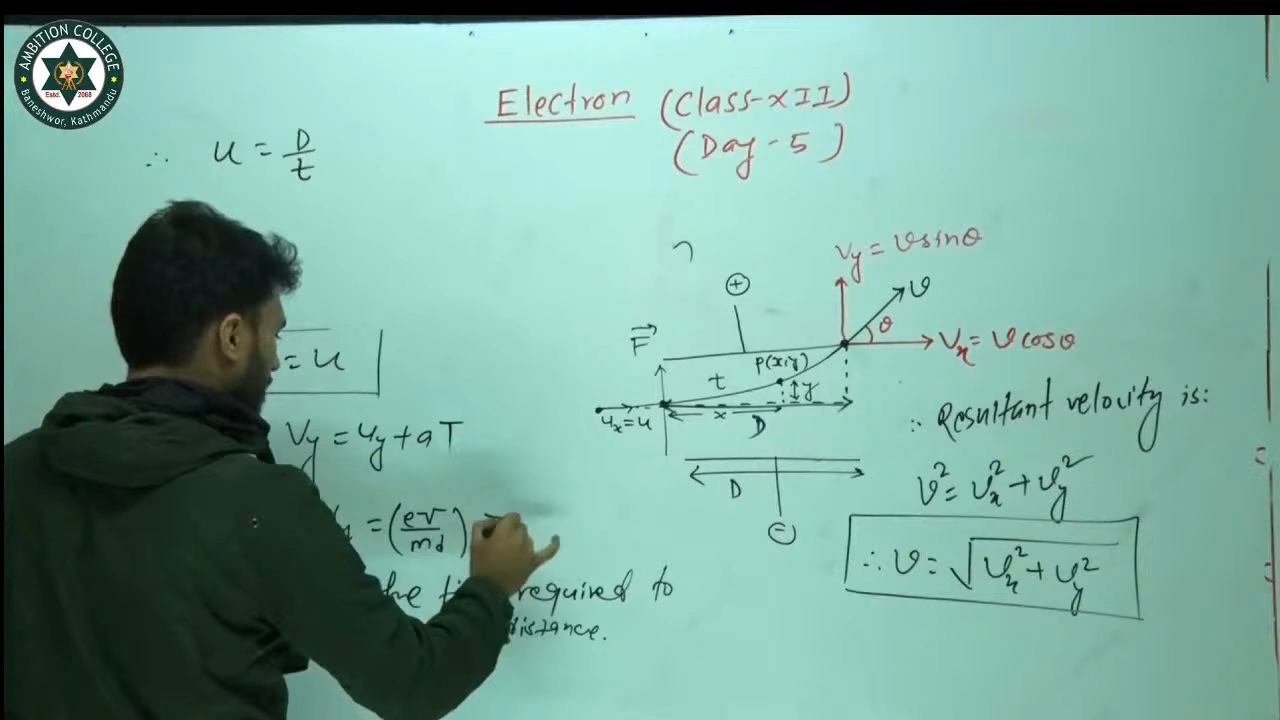 AMBITION COLLEGE
Estd. 2068
Baneshwor, Kathmandu
Electron (Class-XII)
(Day-5)
∴ u = D/t
= u
Vy = uy + aT
= (eV/md)
required to
distance.
Vy = v sinθ
v
θ
Vx = v cosθ
+
F
P(x,y)
t
y
ux = u
x
D
D
−
∴ Resultant velocity is:
v² = vx² + vy²
∴ v = √(vx² + vy²)